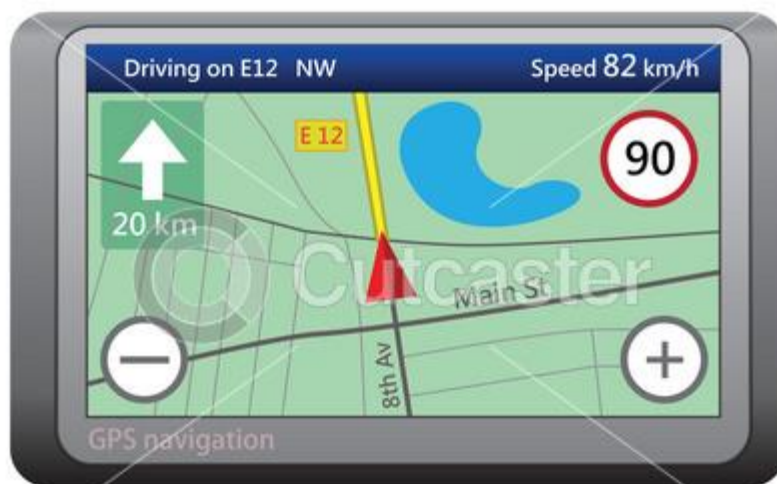 Driving on E12 NW
Speed 82 km/h
E 12
90
20 km
Cutcaster
Main St
8th Av
GPS navigation